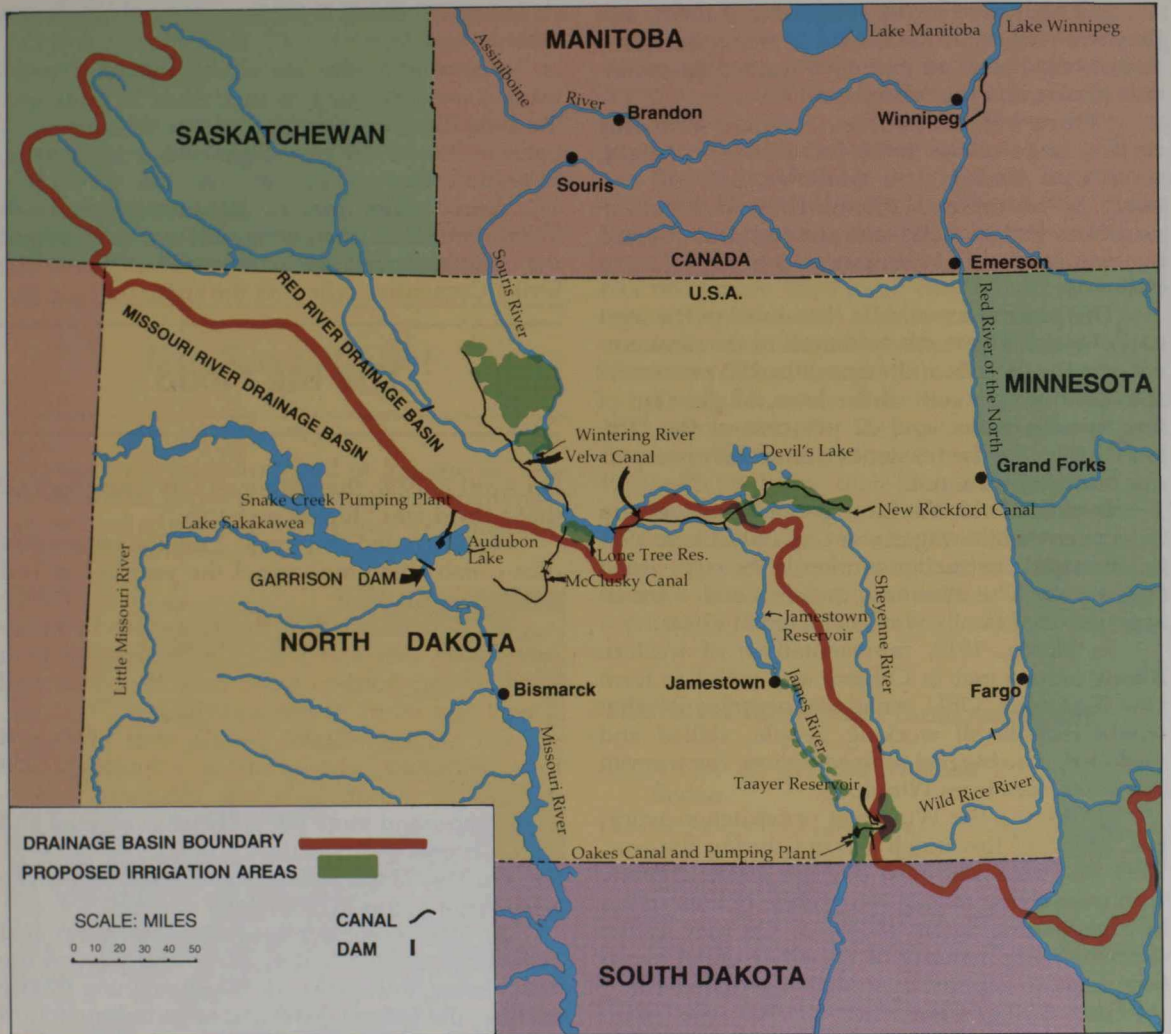 MANITOBA
Lake Manitoba
Lake Winnipeg
Assiniboine
River
Brandon
Winnipeg
SASKATCHEWAN
Souris
Souris River
CANADA
Emerson
U.S.A.
RED RIVER DRAINAGE BASIN
MISSOURI RIVER DRAINAGE BASIN
Red River of the North
MINNESOTA
Wintering River
Velva Canal
Devil's Lake
Grand Forks
Snake Creek Pumping Plant
New Rockford Canal
Lake Sakakawea
Audubon
Lake
Lone Tree Res.
GARRISON DAM
McClusky Canal
Little Missouri River
Sheyenne River
Jamestown
Reservoir
NORTH DAKOTA
Bismarck
Jamestown
James River
Fargo
Missouri River
Taayer Reservoir
Wild Rice River
Oakes Canal and Pumping Plant
DRAINAGE BASIN BOUNDARY
PROPOSED IRRIGATION AREAS
SCALE: MILES
0 10 20 30 40 50
CANAL
DAM
SOUTH DAKOTA